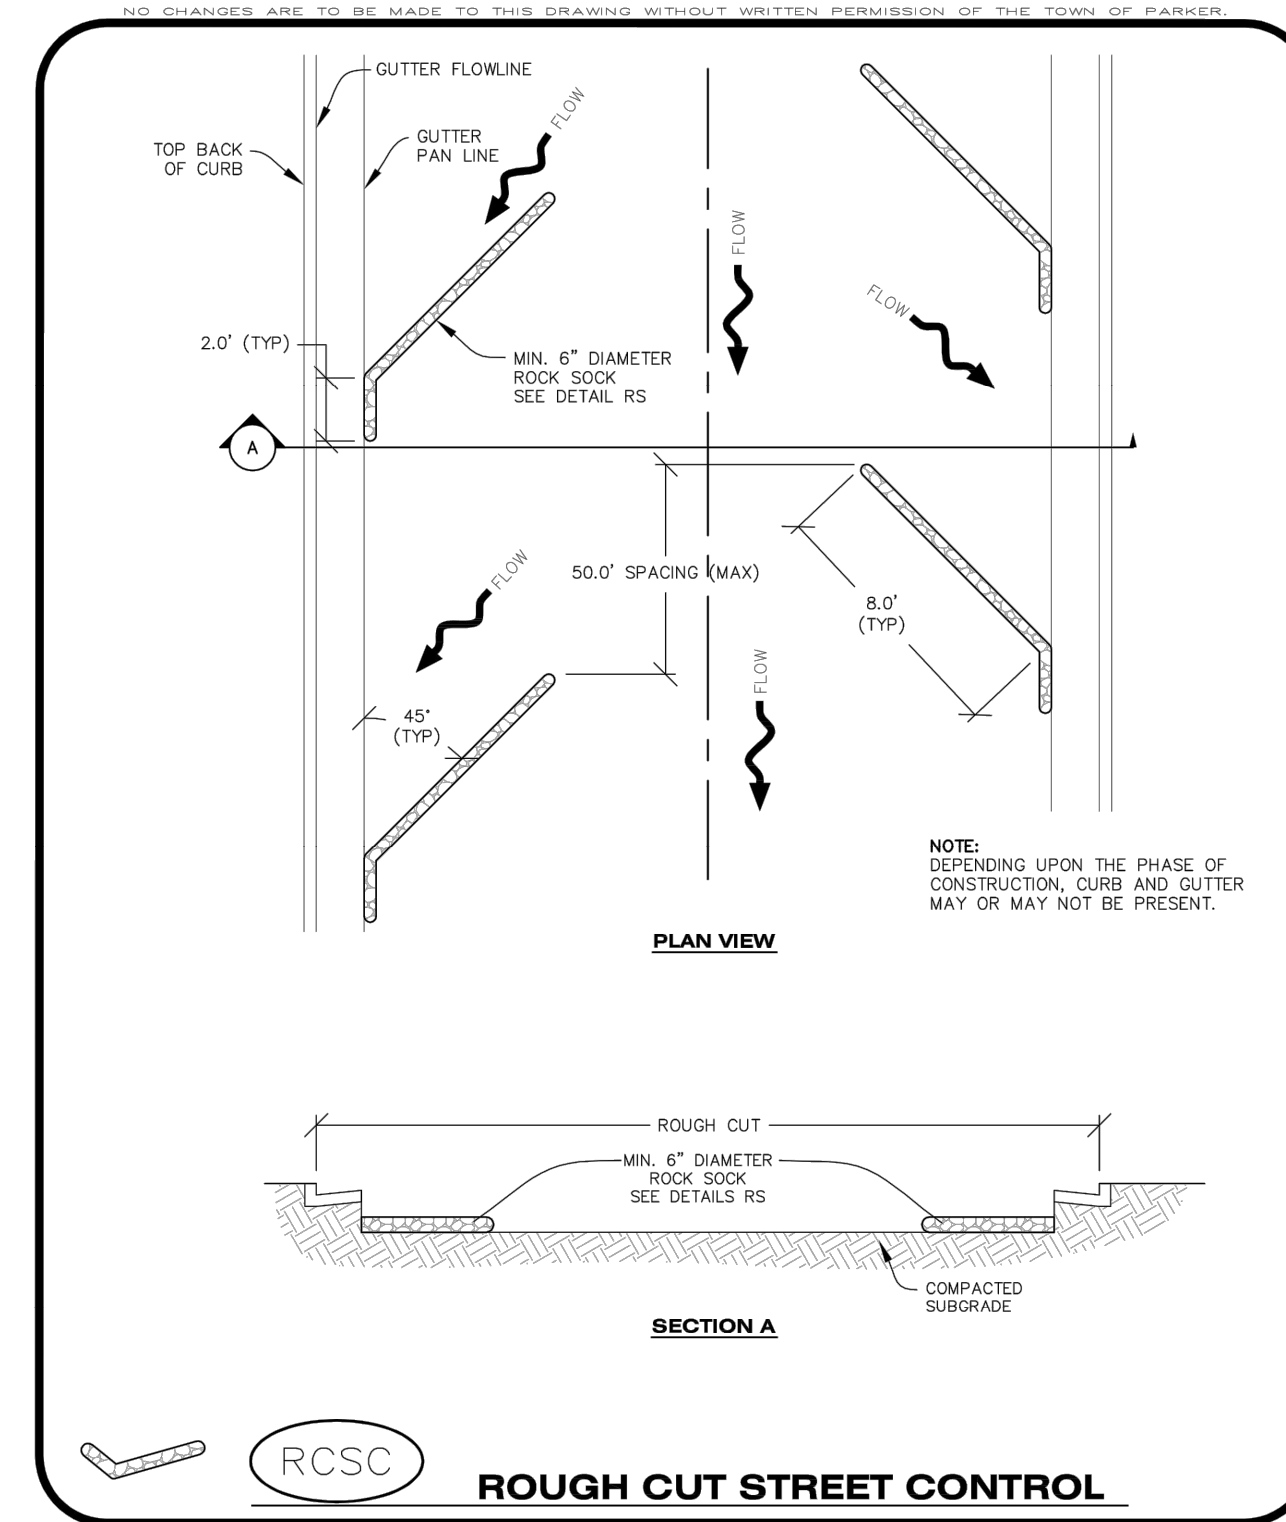 NO CHANGES ARE TO BE MADE TO THIS DRAWING WITHOUT WRITTEN PERMISSION OF THE TOWN OF PARKER.
GUTTER FLOWLINE
TOP BACK
OF CURB
GUTTER
PAN LINE
FLOW
FLOW
FLOW
2.0' (TYP)
MIN. 6" DIAMETER
ROCK SOCK
SEE DETAIL RS
A
FLOW
50.0' SPACING (MAX)
8.0'
(TYP)
FLOW
45°
(TYP)
NOTE:
DEPENDING UPON THE PHASE OF
CONSTRUCTION, CURB AND GUTTER
MAY OR MAY NOT BE PRESENT.
PLAN VIEW
ROUGH CUT
MIN. 6" DIAMETER
ROCK SOCK
SEE DETAILS RS
COMPACTED
SUBGRADE
SECTION A
RCSC
ROUGH CUT STREET CONTROL